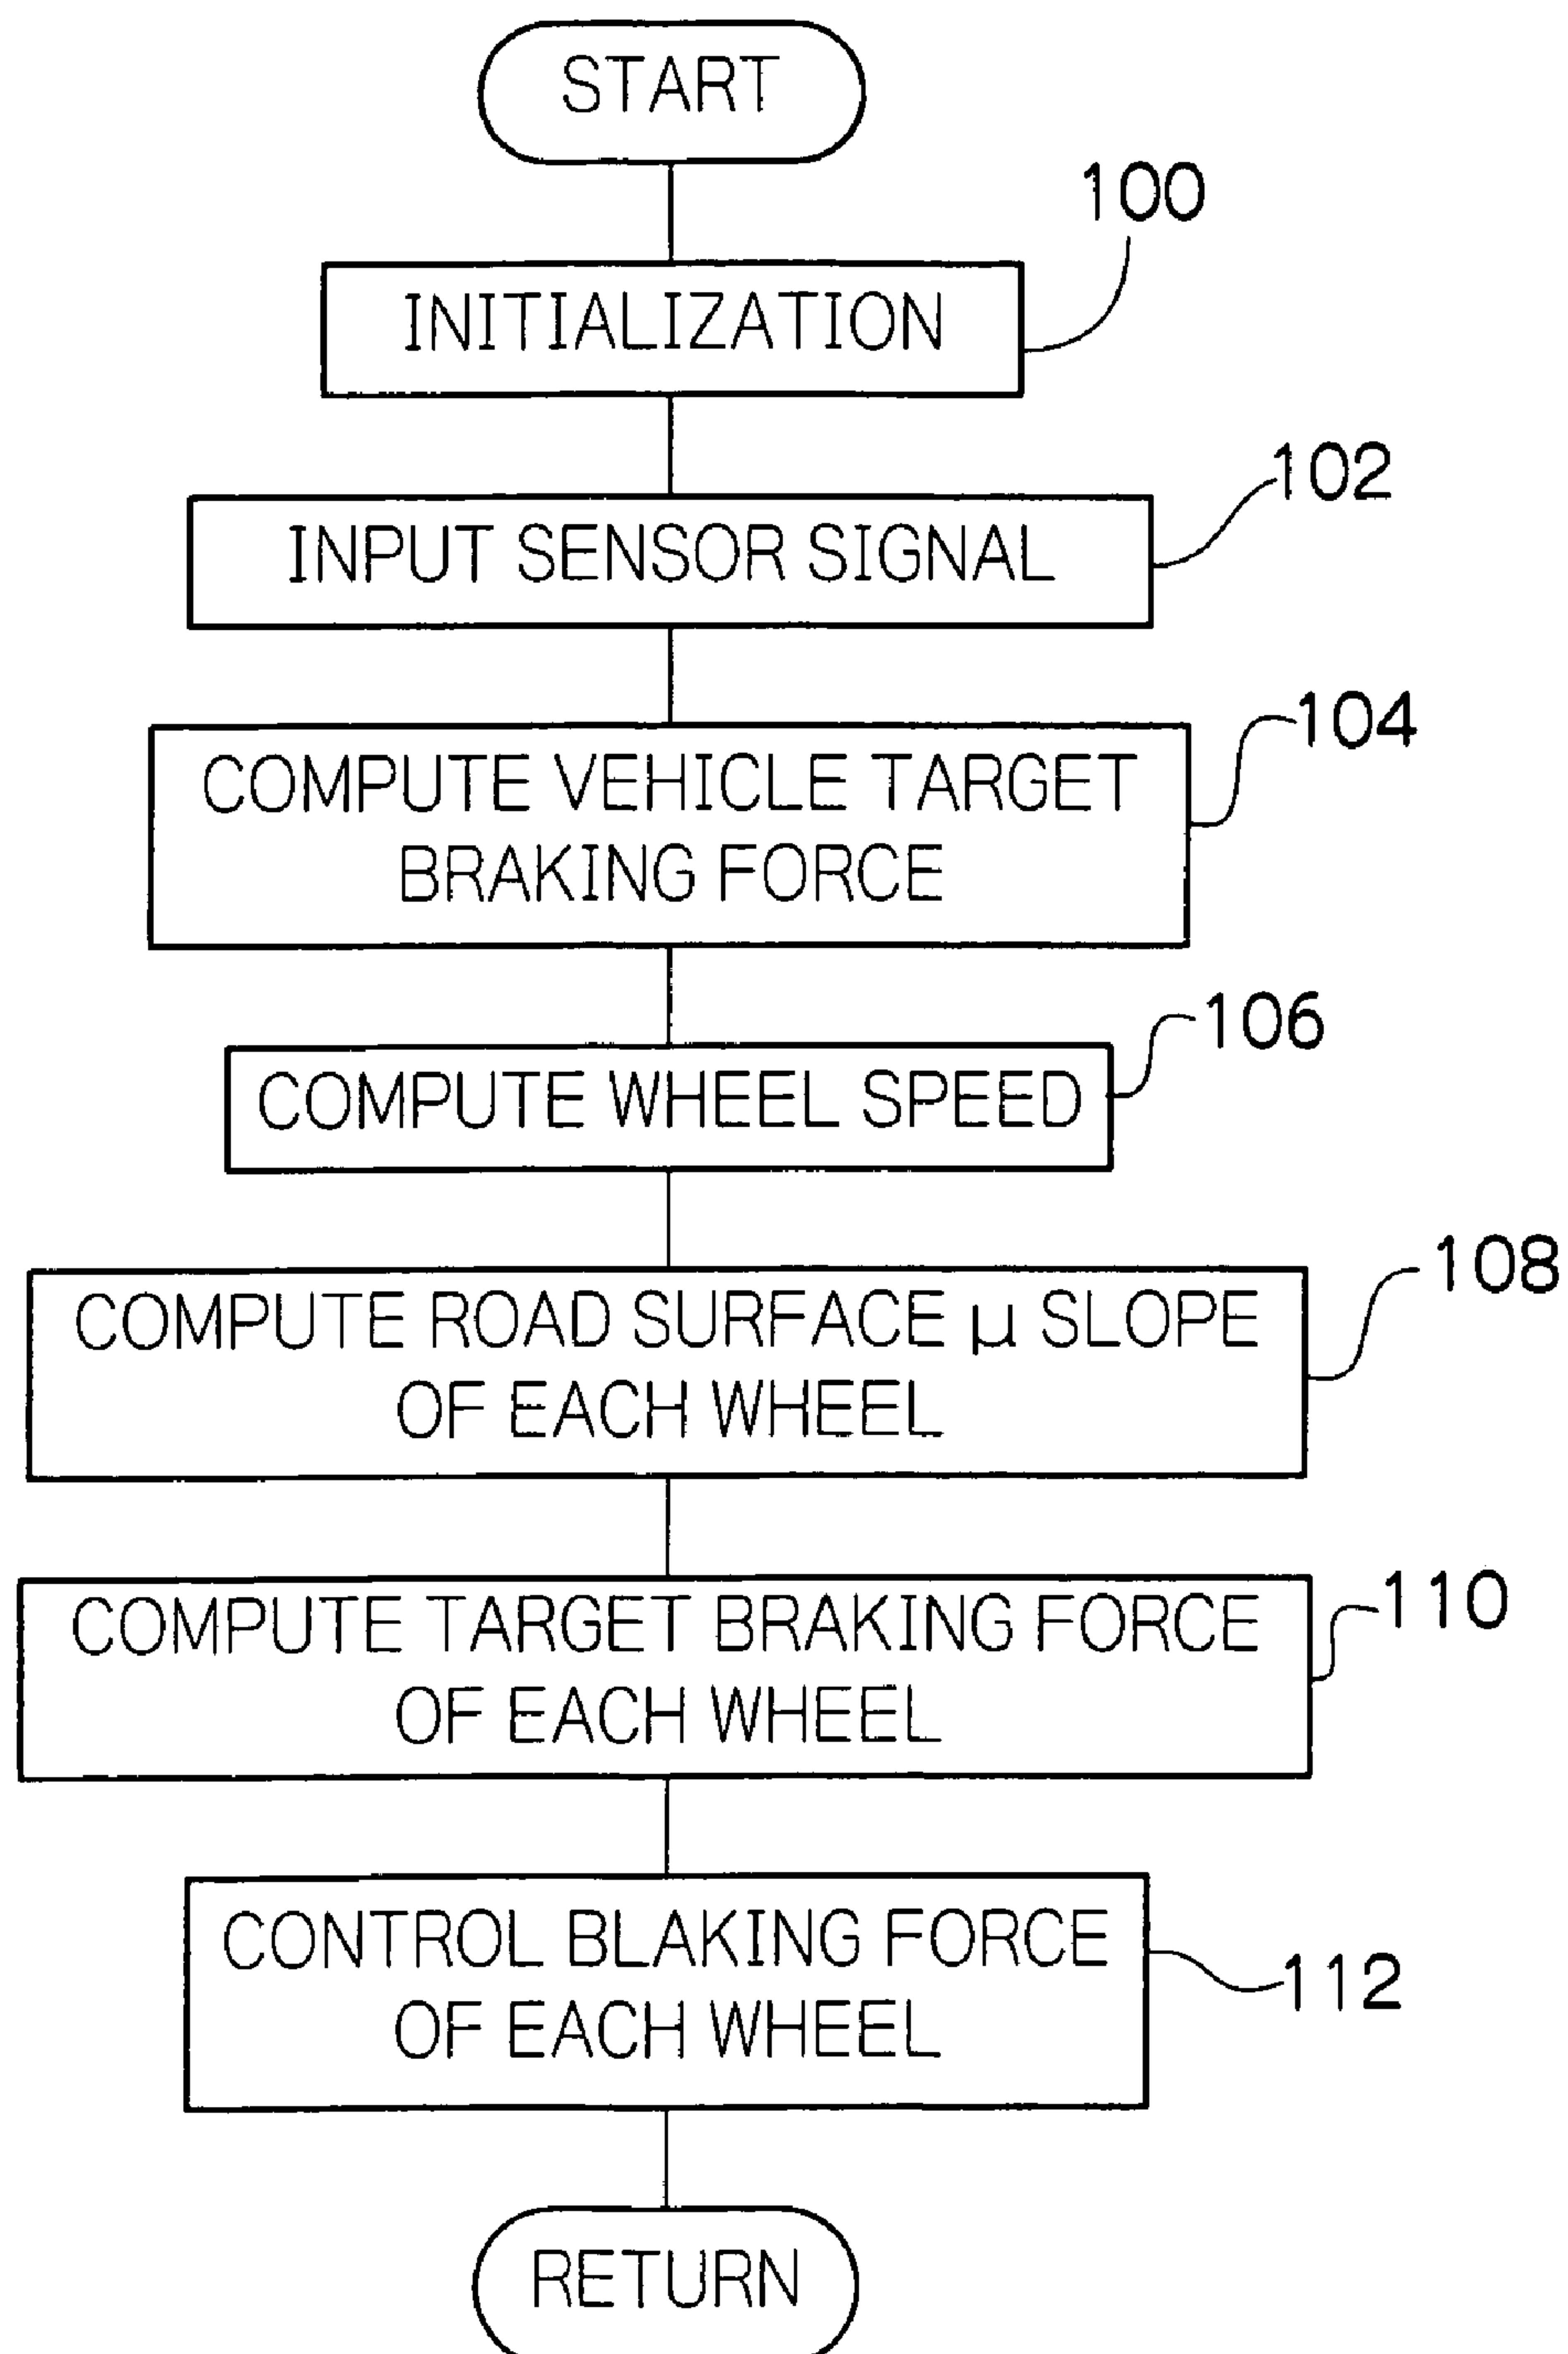 START
100
INITIALIZATION
102
INPUT SENSOR SIGNAL
104
COMPUTE VEHICLE TARGET
BRAKING FORCE
106
COMPUTE WHEEL SPEED
108
COMPUTE ROAD SURFACE μ SLOPE
OF EACH WHEEL
110
COMPUTE TARGET BRAKING FORCE
OF EACH WHEEL
CONTROL BLAKING FORCE
OF EACH WHEEL
112
RETURN